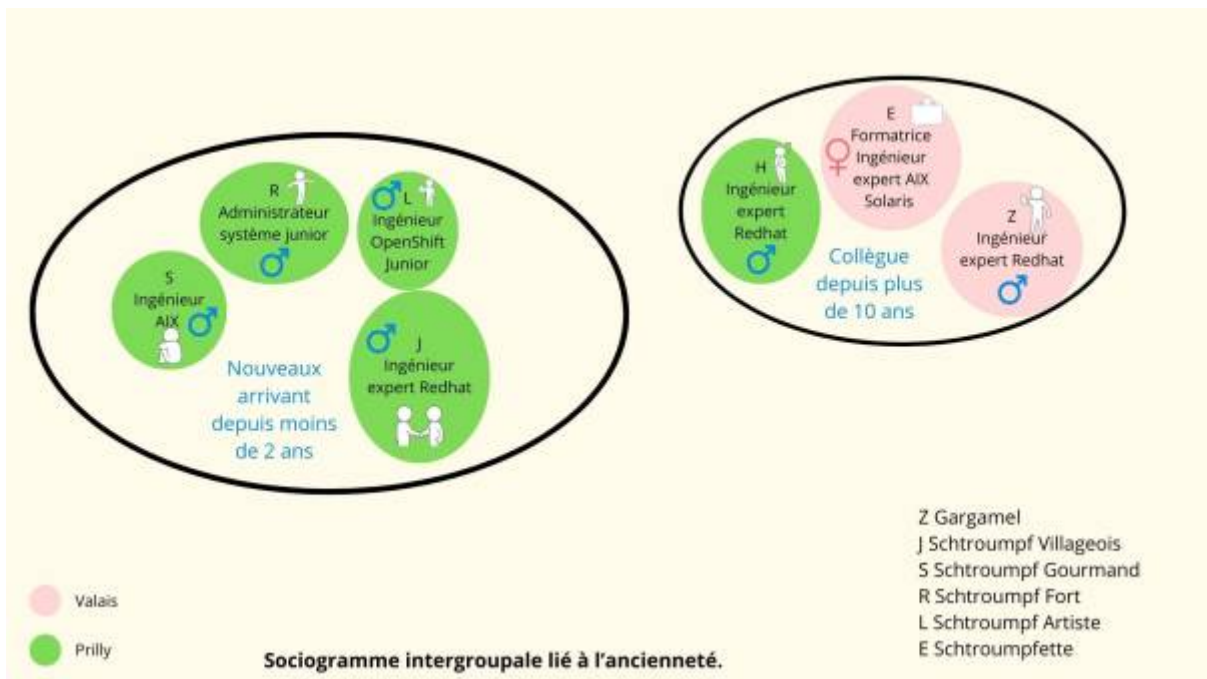 R
Administrateur
système junior
L
Ingénieur
OpenShift
Junior
S
Ingénieur
AIX
J
Ingénieur
expert Redhat
Nouveaux
arrivant
depuis moins
de 2 ans
E
Formatrice
Ingénieur
expert AIX
Solaris
H
Ingénieur
expert
Redhat
Z
Ingénieur
expert Redhat
Collègue
depuis plus
de 10 ans
Z Gargamel
J Schtroumpf Villageois
S Schtroumpf Gourmand
R Schtroumpf Fort
L Schtroumpf Artiste
E Schtroumpfette
Valais
Prilly
Sociogramme intergroupale lié à l'ancienneté.